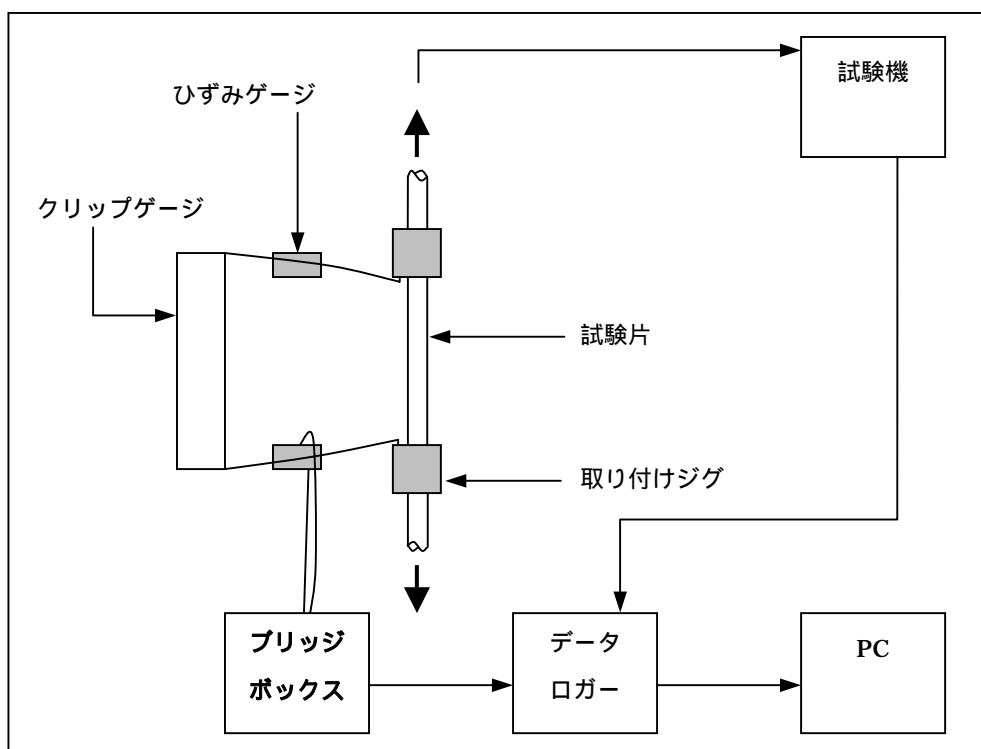 試験機
ひずみゲージ
クリップゲージ
試験片
取り付けジグ
ブリッジ
ボックス
データ
ロガー
PC